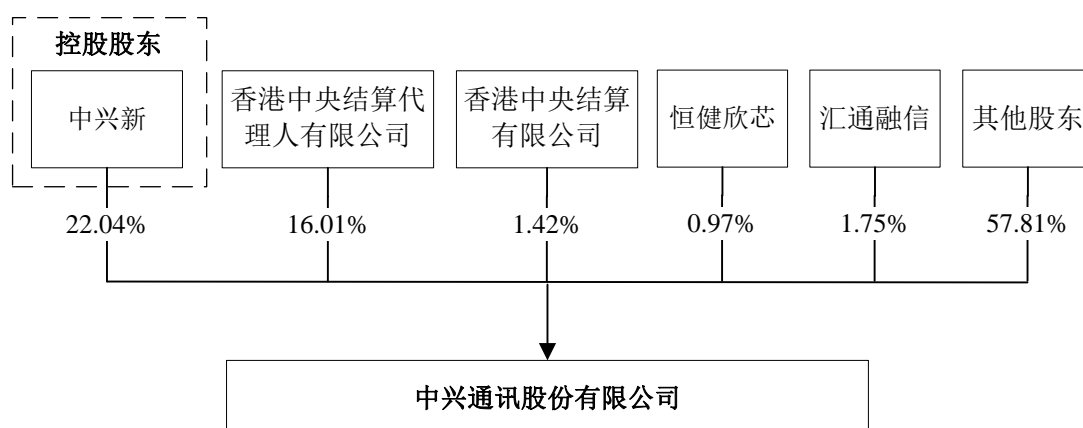 控股股东
中兴新
香港中央结算代
理人有限公司
香港中央结算
有限公司
恒健欣芯
汇通融信
其他股东
22.04%
16.01%
1.42%
0.97%
1.75%
57.81%
中兴通讯股份有限公司